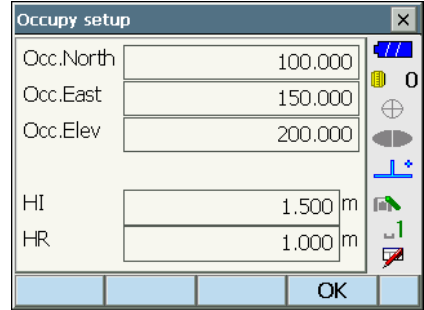 Occupy setup
Occ.North 100.000
0
Occ.East 150.000
Occ.Elev 200.000
HI 1.500 m
HR 1.000 m
1
OK